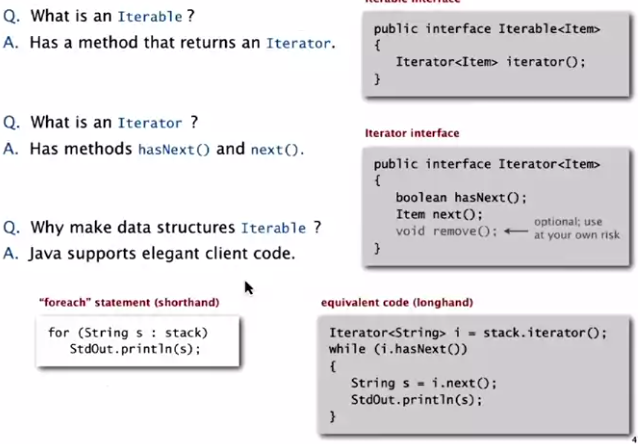 Q. What is an Iterable ?
A. Has a method that returns an Iterator.
Iterable interface
public interface Iterable<Item>
{
Iterator<Item> iterator();
}
Q. What is an Iterator ?
A. Has methods hasNext() and next().
Iterator interface
public interface Iterator<Item>
{
boolean hasNext();
Item next();
void remove();
optional; use
at your own risk
}
Q. Why make data structures Iterable ?
A. Java supports elegant client code.
“foreach” statement (shorthand)
for (String s : stack)
StdOut.println(s);
equivalent code (longhand)
Iterator<String> i = stack.iterator();
while (i.hasNext())
{
String s = i.next();
StdOut.println(s);
}
4